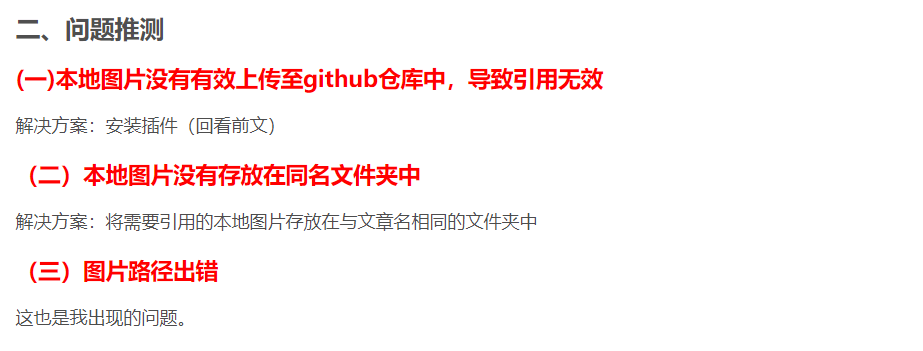 二、问题推测
(一)本地图片没有有效上传至github仓库中，导致引用无效
解决方案：安装插件（回看前文）
（二）本地图片没有存放在同名文件夹中
解决方案：将需要引用的本地图片存放在与文章名相同的文件夹中
（三）图片路径出错
这也是我出现的问题。